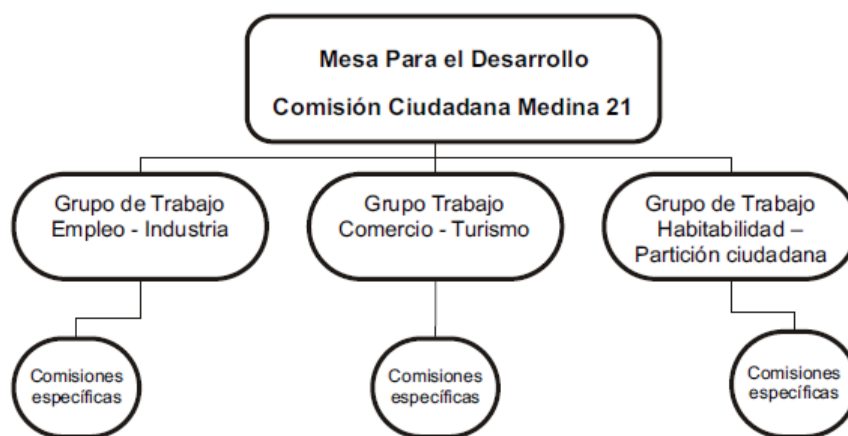 Mesa Para el Desarrollo
Comisión Ciudadana Medina 21
Grupo de Trabajo
Empleo - Industria
Grupo Trabajo
Comercio - Turismo
Grupo de Trabajo
Habitabilidad –
Partición ciudadana
Comisiones
específicas
Comisiones
específicas
Comisiones
específicas